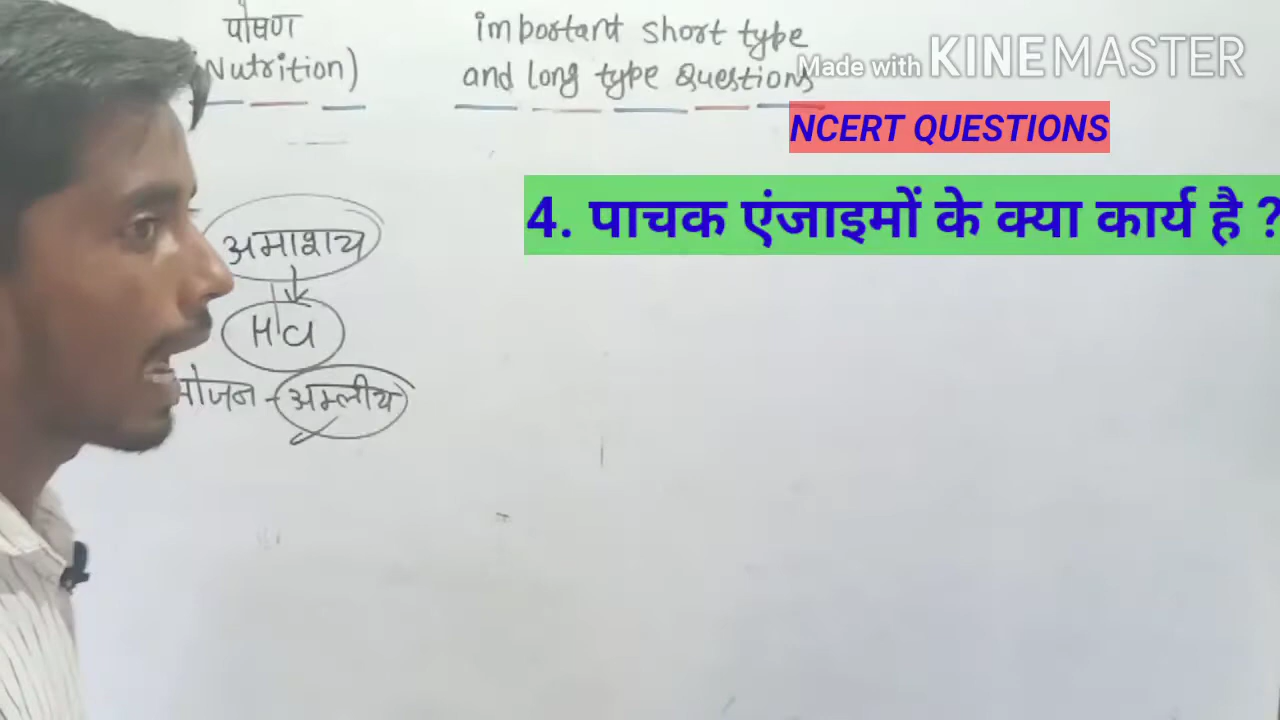 पोषण
(Nutrition)
important short type
and long type Questions
Made with KINEMASTER
NCERT QUESTIONS
4. पाचक एंजाइमों के क्या कार्य है ?
अमाशय
HCl
भोजन - अम्लीय